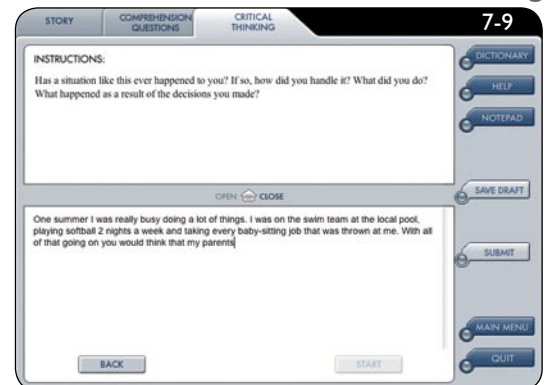 STORY
COMPREHENSION
QUESTIONS
CRITICAL
THINKING
7-9
INSTRUCTIONS:
Has a situation like this ever happened to you? If so, how did you handle it? What did you do?
What happened as a result of the decisions you made?
DICTIONARY
HELP
NOTEPAD
OPEN CLOSE
SAVE DRAFT
One summer I was really busy doing a lot of things. I was on the swim team at the local pool,
playing softball 2 nights a week and taking every baby-sitting job that was thrown at me. With all
of that going on you would think that my parents
SUBMIT
MAIN MENU
BACK
START
QUIT